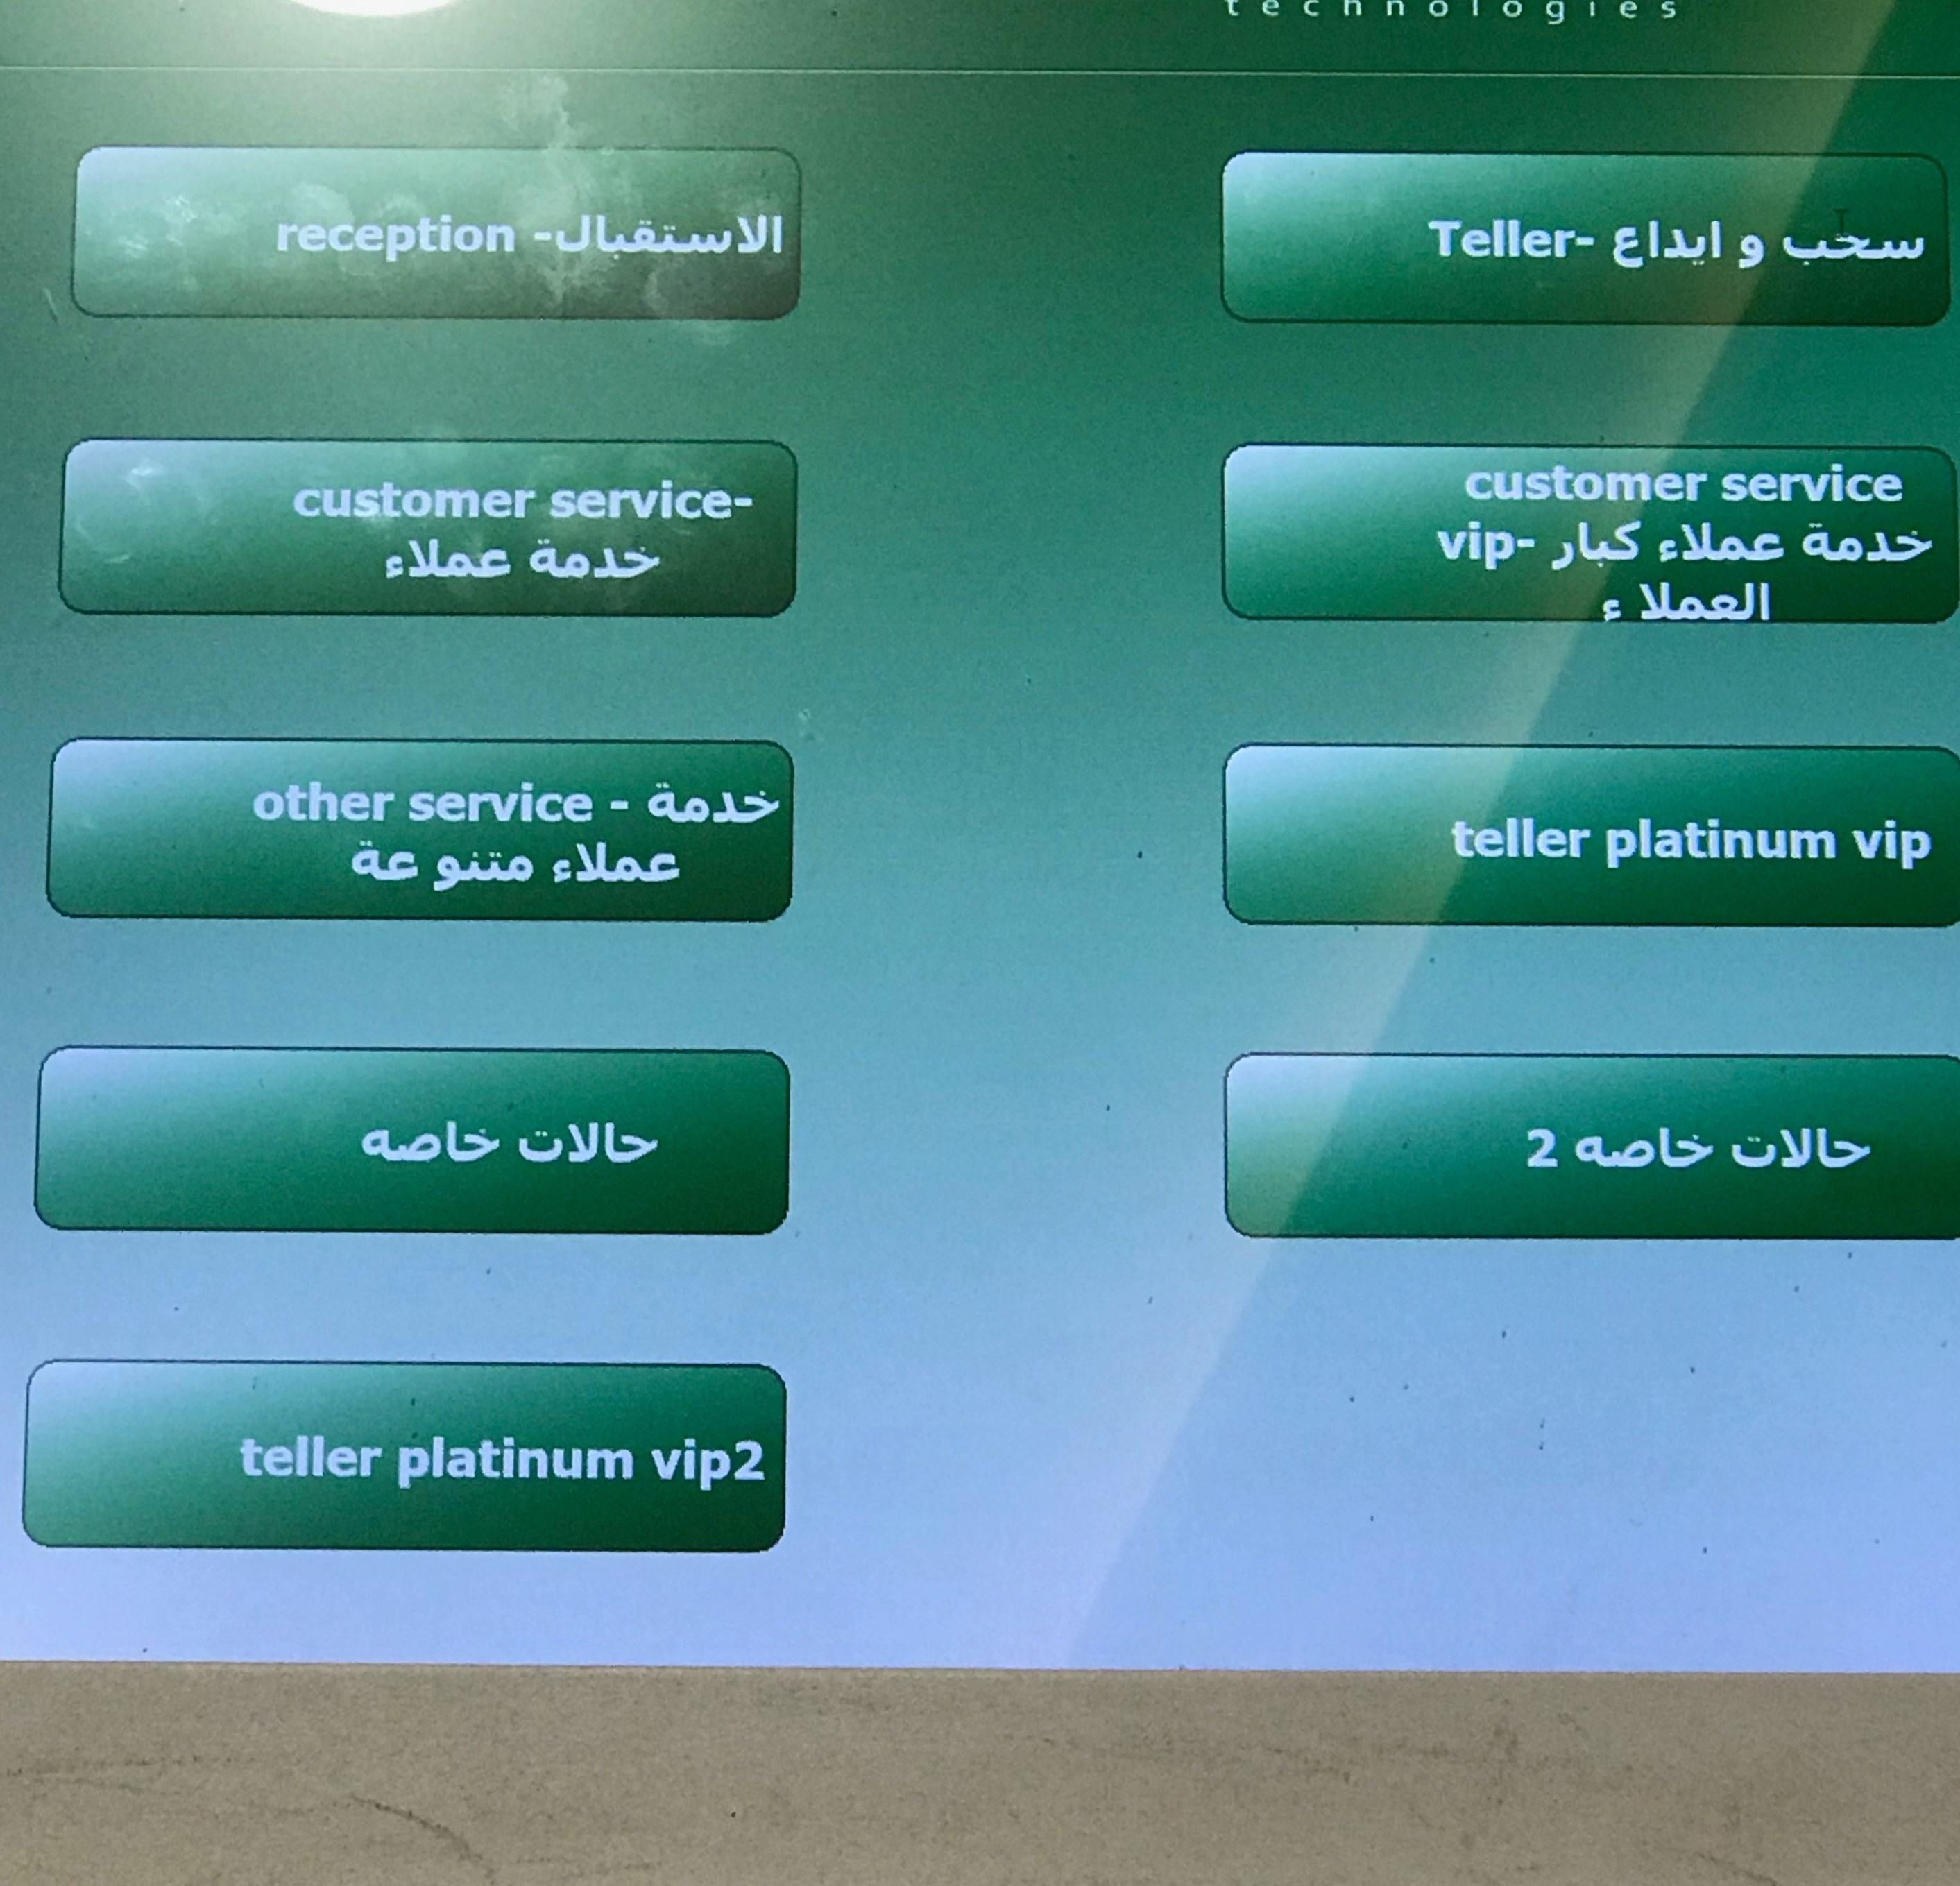 technologies
reception -الاستقبال
Teller- سحب و ايداع
customer service-
خدمة عملاء
customer service
vip- خدمة عملاء كبار
العملا ء
other service - خدمة
عملاء متنو عة
teller platinum vip
حالات خاصه
حالات خاصه 2
teller platinum vip2